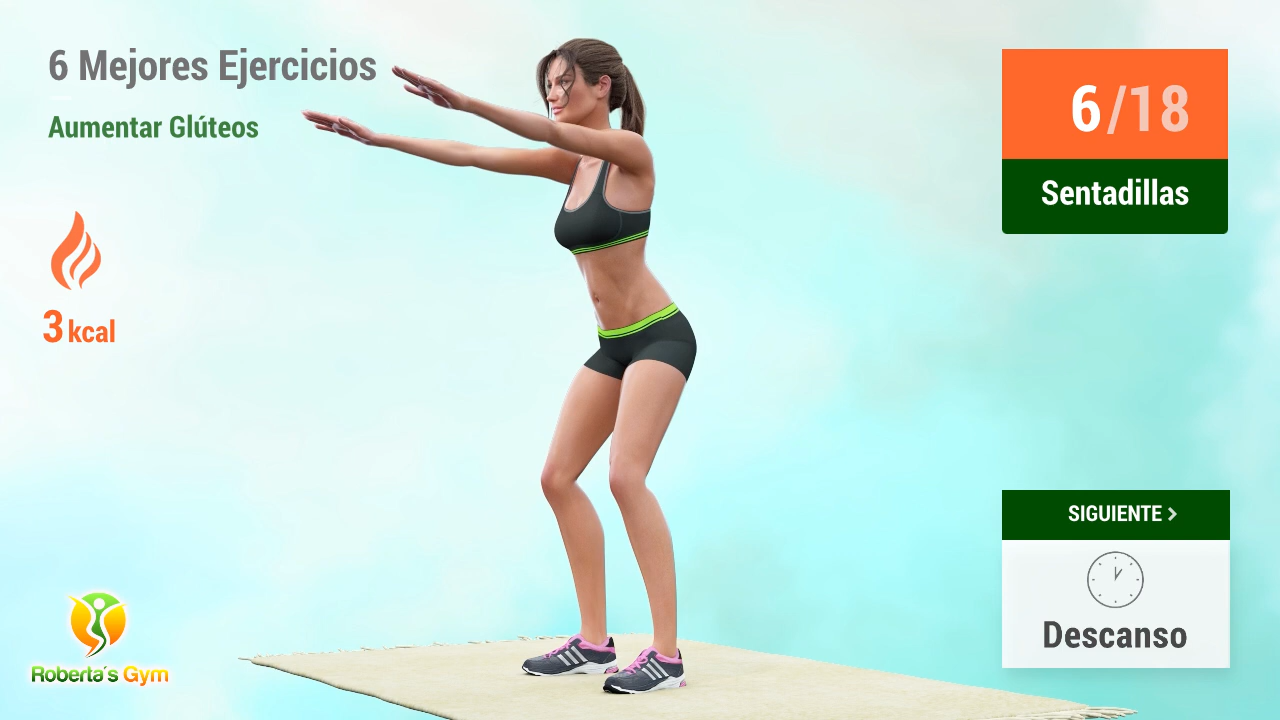 6 Mejores Ejercicios
Aumentar Glúteos
3 kcal
6/18
Sentadillas
SIGUIENTE >
Descanso
Roberta´s Gym